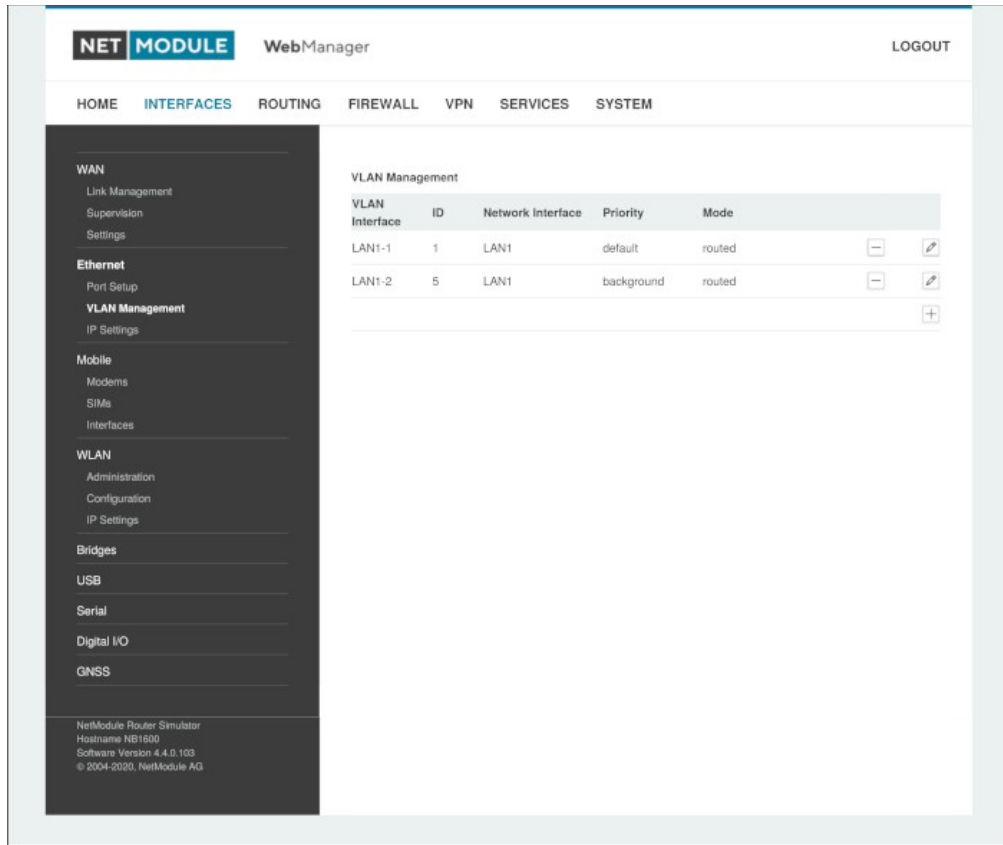 NET MODULE WebManager LOGOUT
HOME INTERFACES ROUTING FIREWALL VPN SERVICES SYSTEM
WAN
Link Management
Supervision
Settings
Ethernet
Port Setup
VLAN Management
IP Settings
Mobile
Modems
SIMs
Interfaces
WLAN
Administration
Configuration
IP Settings
Bridges
USB
Serial
Digital I/O
GNSS
NetModule Router Simulator
Hostname NB1600
Software Version 4.4.0.103
© 2004-2020, NetModule AG
VLAN Management
VLAN
Interface ID Network Interface Priority Mode
LAN1-1 1 LAN1 default routed
LAN1-2 5 LAN1 background routed